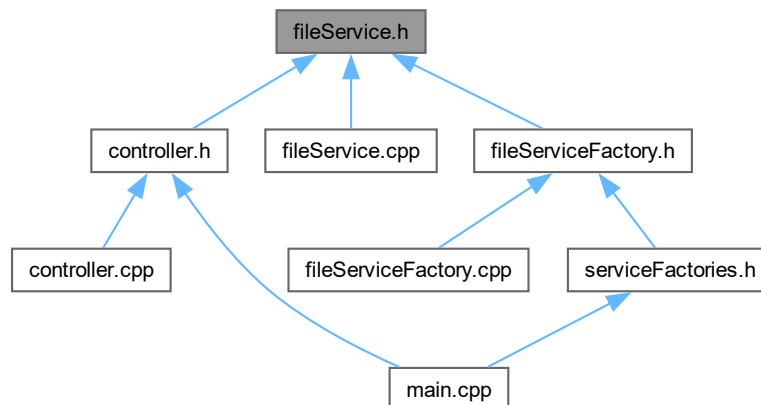 fileService.h
controller.h
fileService.cpp
fileServiceFactory.h
controller.cpp
fileServiceFactory.cpp
serviceFactories.h
main.cpp